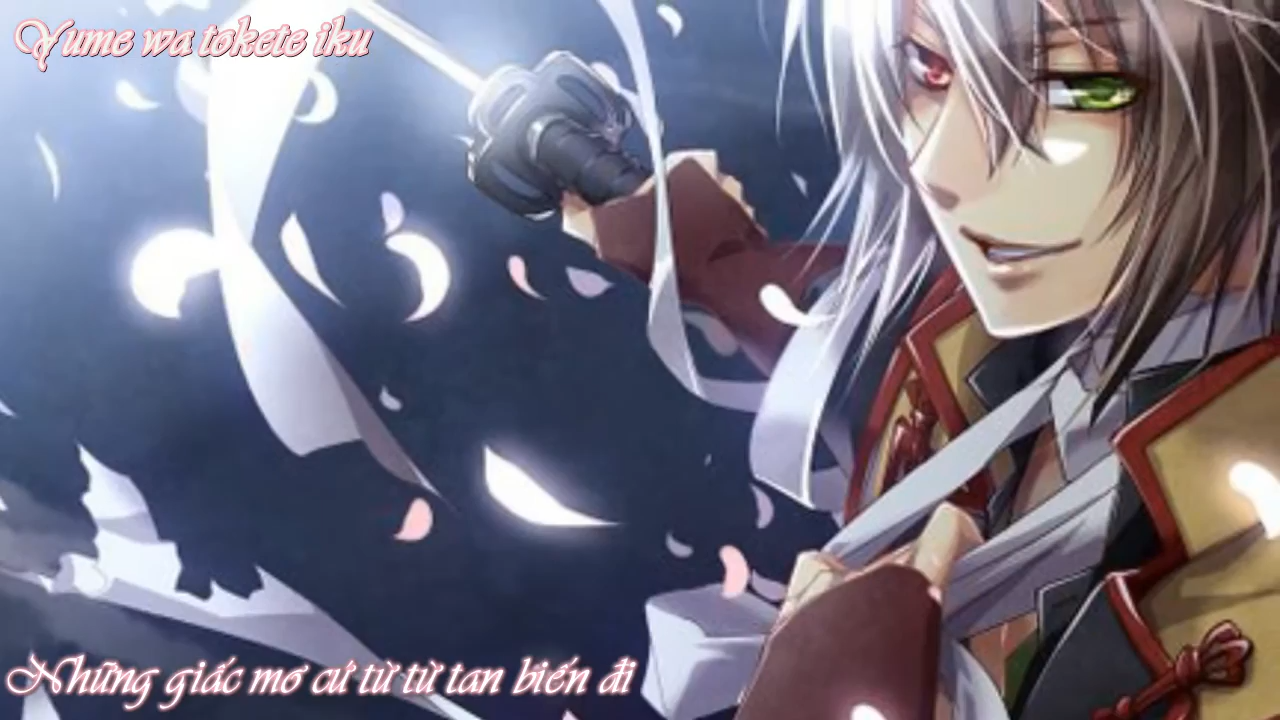 Yume wa tokete iku
Những giấc mơ cứ từ từ tan biến đi